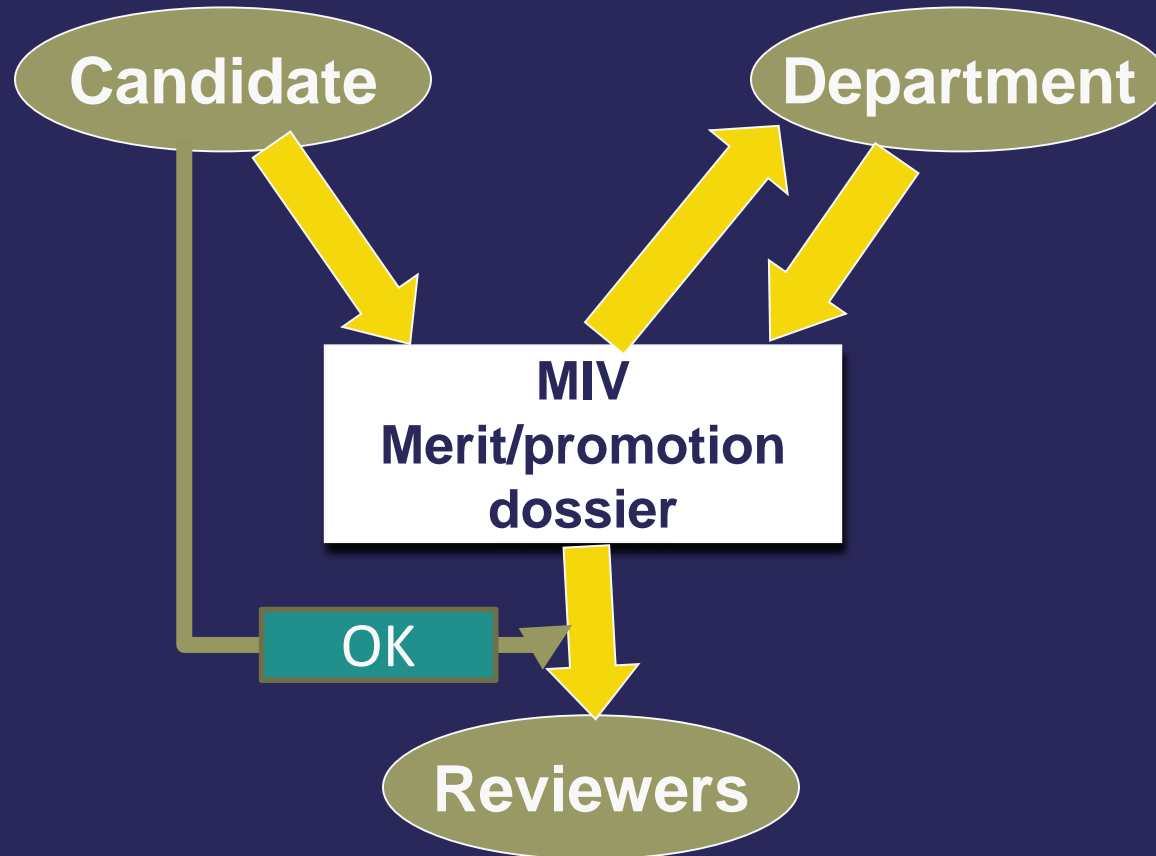 Candidate
Department
MIV
Merit/promotion
dossier
OK
Reviewers